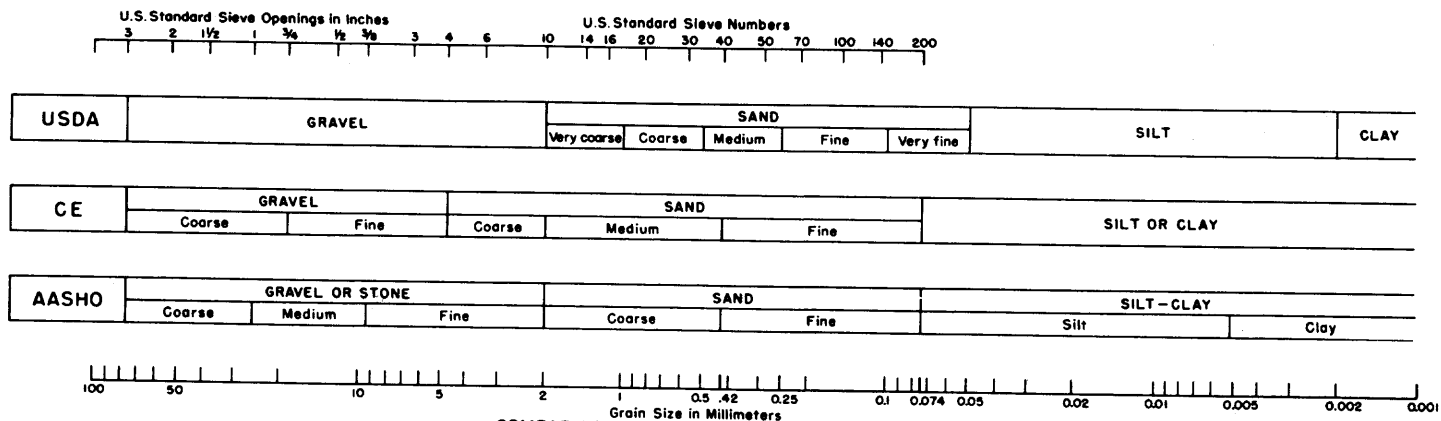 U.S. Standard Sieve Openings in Inches
U.S. Standard Sieve Numbers
3 2 1½ 1 ¾ ½ ⅜ 3 4 6 10 14 16 20 30 40 50 70 100 140 200
USDA GRAVEL SAND SILT CLAY
Very coarse Coarse Medium Fine Very fine
CE GRAVEL SAND SILT OR CLAY
Coarse Fine Coarse Medium Fine
AASHO GRAVEL OR STONE SAND SILT-CLAY
Coarse Medium Fine Coarse Fine Silt Clay
100 50 10 5 2 1 0.5 .42 0.25 0.1 0.074 0.05 0.02 0.01 0.005 0.002 0.001
Grain Size in Millimeters